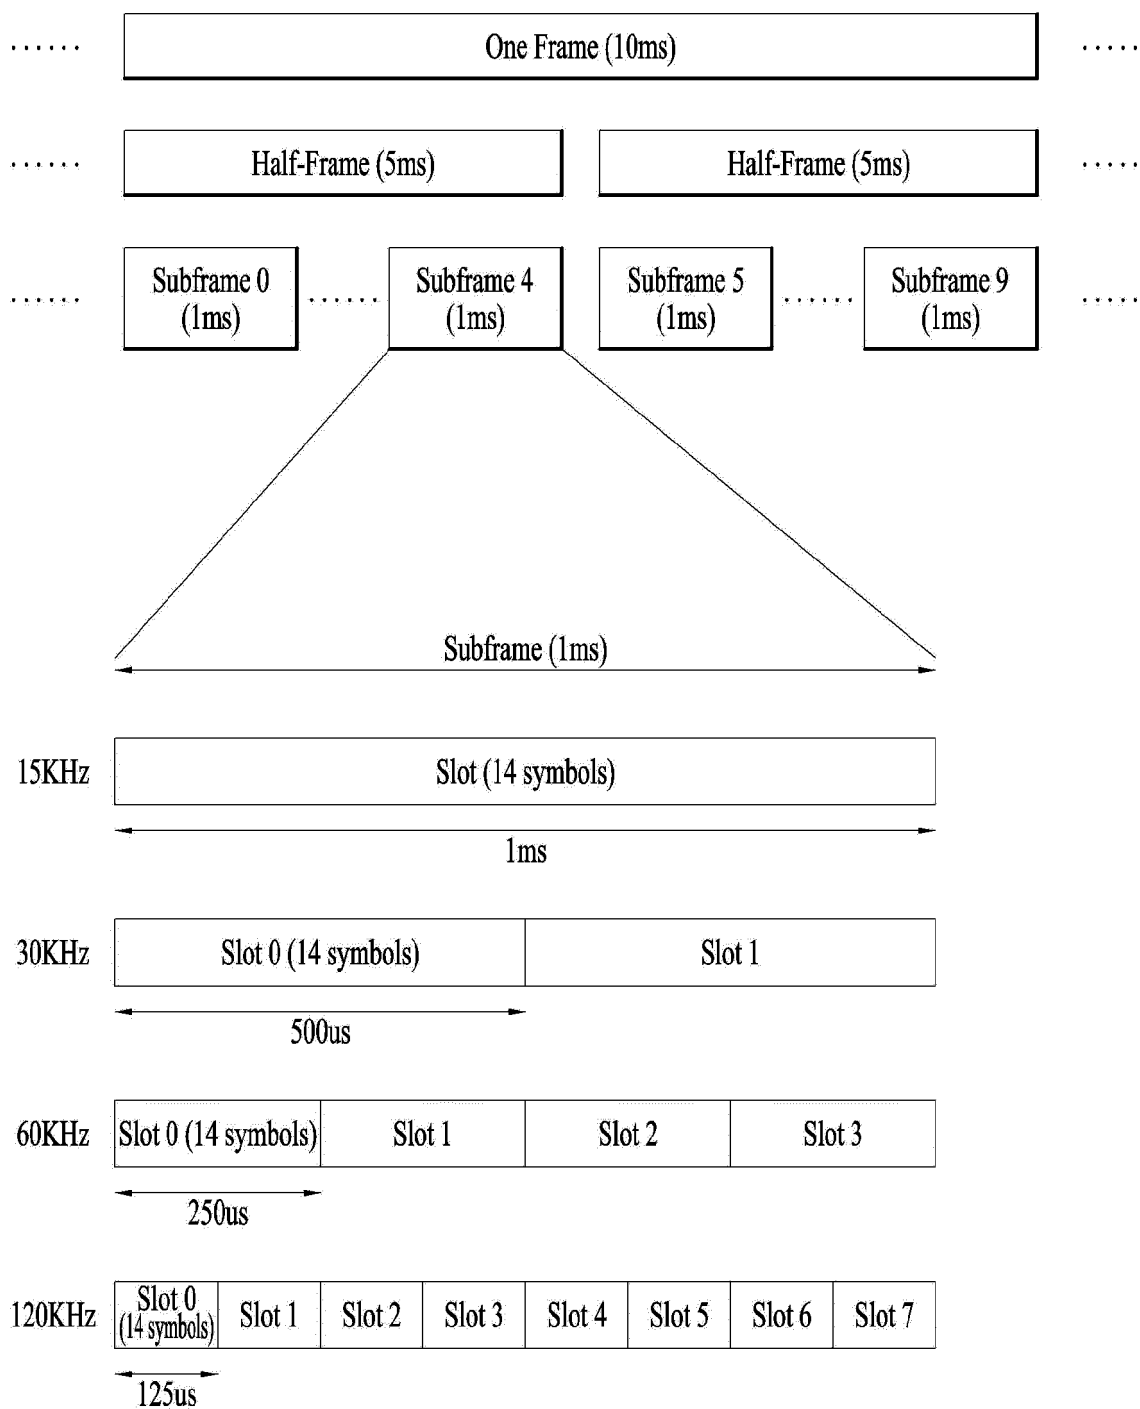 ...... One Frame (10ms) .....
...... Half-Frame (5ms) Half-Frame (5ms) .....
Subframe 0 Subframe 4 Subframe 5 Subframe 9
...... (1ms) ...... (1ms) (1ms) ...... (1ms) .....
Subframe (1ms)
15KHz Slot (14 symbols)
1ms
30KHz Slot 0 (14 symbols) Slot 1
500us
60KHz Slot 0 (14 symbols) Slot 1 Slot 2 Slot 3
250us
120KHz Slot 0 Slot 1 Slot 2 Slot 3 Slot 4 Slot 5 Slot 6 Slot 7
(14 symbols)
125us